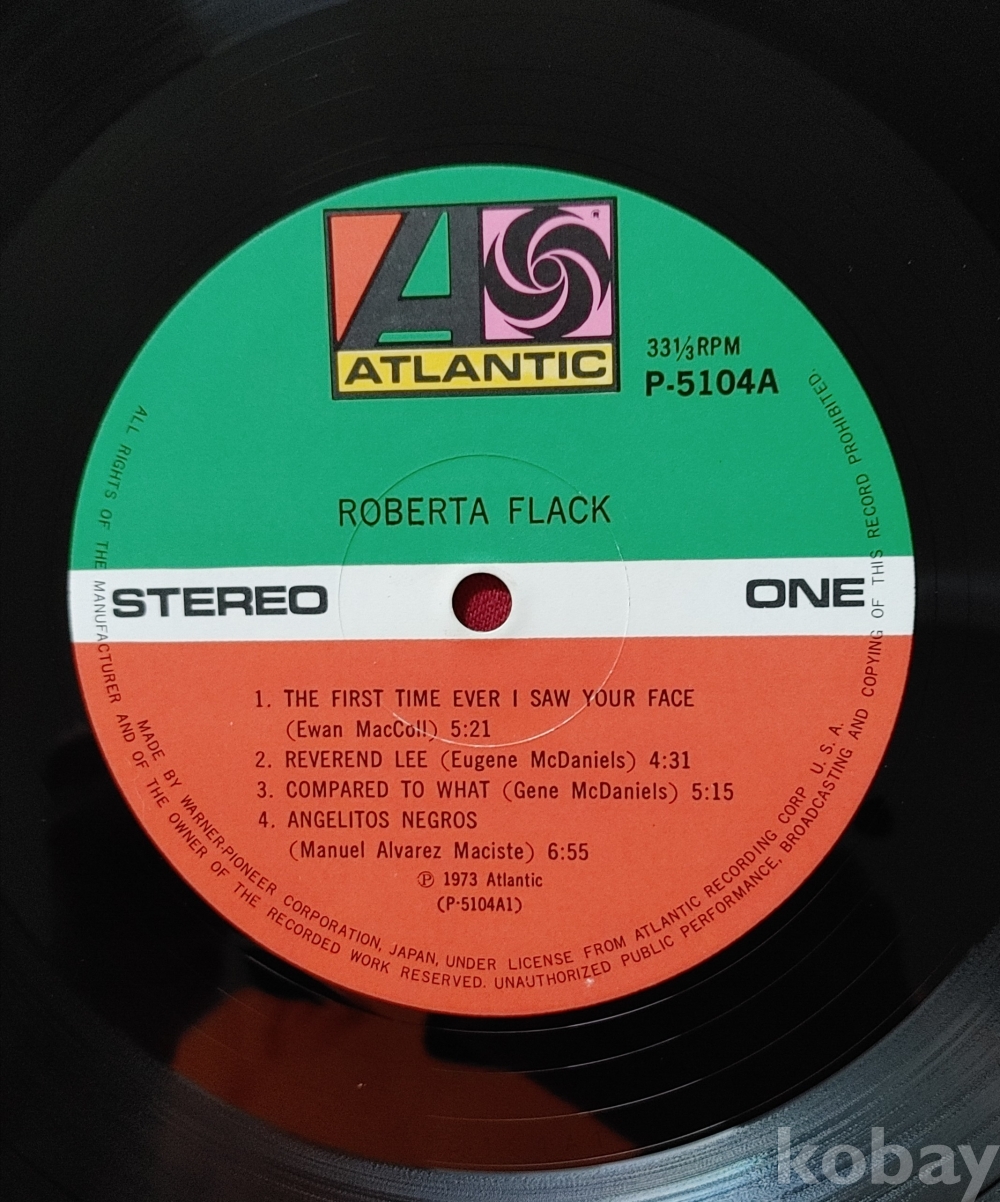 ATLANTIC
®
33⅓RPM
P-5104A
ROBERTA FLACK
STEREO
ONE
1. THE FIRST TIME EVER I SAW YOUR FACE
(Ewan MacColl) 5:21
2. REVEREND LEE (Eugene McDaniels) 4:31
3. COMPARED TO WHAT (Gene McDaniels) 5:15
4. ANGELITOS NEGROS
(Manuel Alvarez Maciste) 6:55
℗ 1973 Atlantic
(P·5104A1)
MADE BY WARNER-PIONEER CORPORATION, JAPAN, UNDER LICENSE FROM ATLANTIC RECORDING CORP U. S. A.
ALL RIGHTS OF THE MANUFACTURER AND OF THE OWNER OF THE RECORDED WORK RESERVED. UNAUTHORIZED PUBLIC PERFORMANCE, BROADCASTING AND COPYING OF THIS RECORD PROHIBITED.
kobay